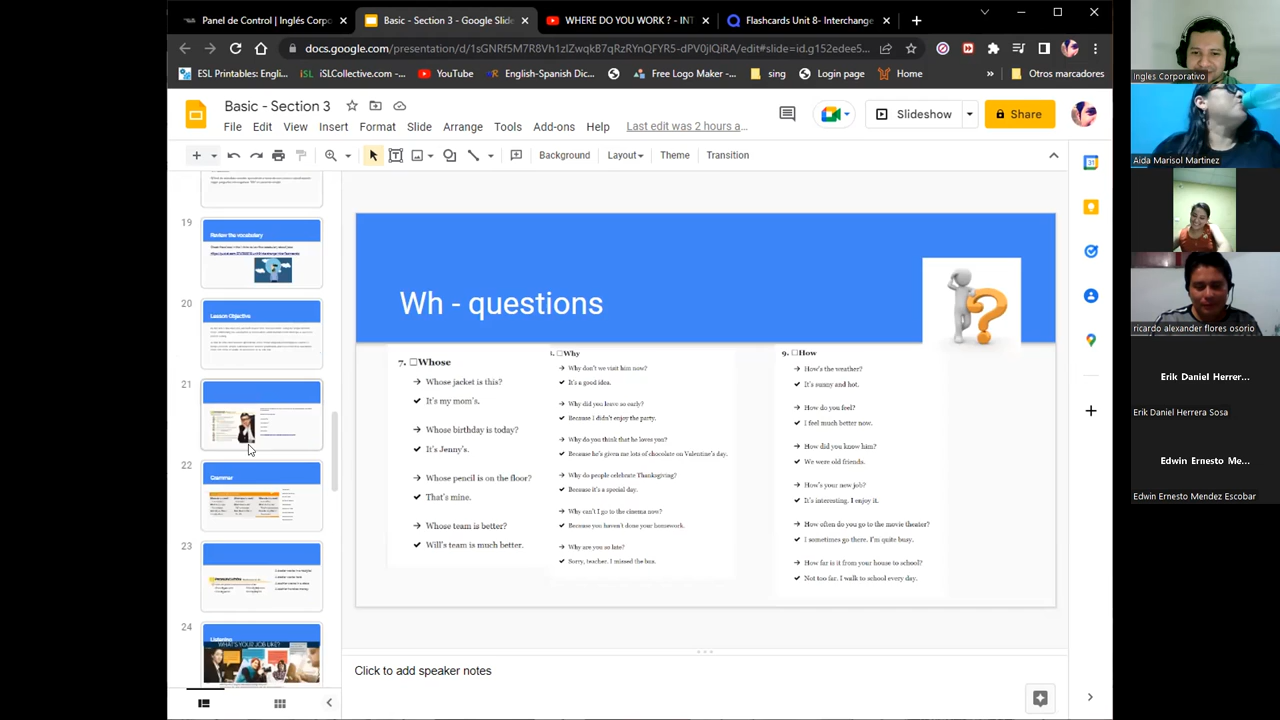 Panel de Control | Inglés Corpo
Basic - Section 3 - Google Slide
WHERE DO YOU WORK ? - INT
Flashcards Unit 8- Interchange
docs.google.com/presentation/d/1sGNRf5M7R8Vh1zlZwqkB7qRzRYnQFYR5-dPV0jlQiRA/edit#slide=id.g152edee5...
ESL Printables: Engli...
iSLCollective.com
YouTube
English-Spanish Dic...
Free Logo Maker -...
sing
Login page
Home
Otros marcadores
Basic - Section 3
File Edit View Insert Format Slide Arrange Tools Add-ons Help
Last edit was 2 hours a...
Slideshow
Share
Background
Layout
Theme
Transition
19
Review the vocabulary
20
Lesson Objective
21
22
Grammar
23
24
Listening
WHAT'S YOUR JOB LIKE?
Wh - questions
7. Whose
Whose jacket is this?
It's my mom's.
Whose birthday is today?
It's Jenny's.
Whose pencil is on the floor?
That's mine.
Whose team is better?
Will's team is much better.
Why
Why don't we visit him now?
It's a good idea.
Why did you leave so early?
Because I didn't enjoy the party.
Why do you think that he loves you?
Because he's given me lots of chocolate on Valentine's day.
Why do people celebrate Thanksgiving?
Because it's a special day.
Why can't I go to the cinema now?
Because you haven't done your homework.
Why are you so late?
Sorry, teacher. I missed the bus.
9. How
How's the weather?
It's sunny and hot.
How do you feel?
I feel much better now.
How did you know him?
We were old friends.
How's your new job?
It's interesting. I enjoy it.
How often do you go to the movie theater?
I sometimes go there. I'm quite busy.
How far is it from your house to school?
Not too far. I walk to school every day.
Click to add speaker notes
Ingles Corporativo
Aida Marisol Martinez
ricardo alexander flores osorio
Erik Daniel Herrer...
Erik Daniel Herrera Sosa
Edwin Ernesto Me...
Edwin Ernesto Mendez Escobar